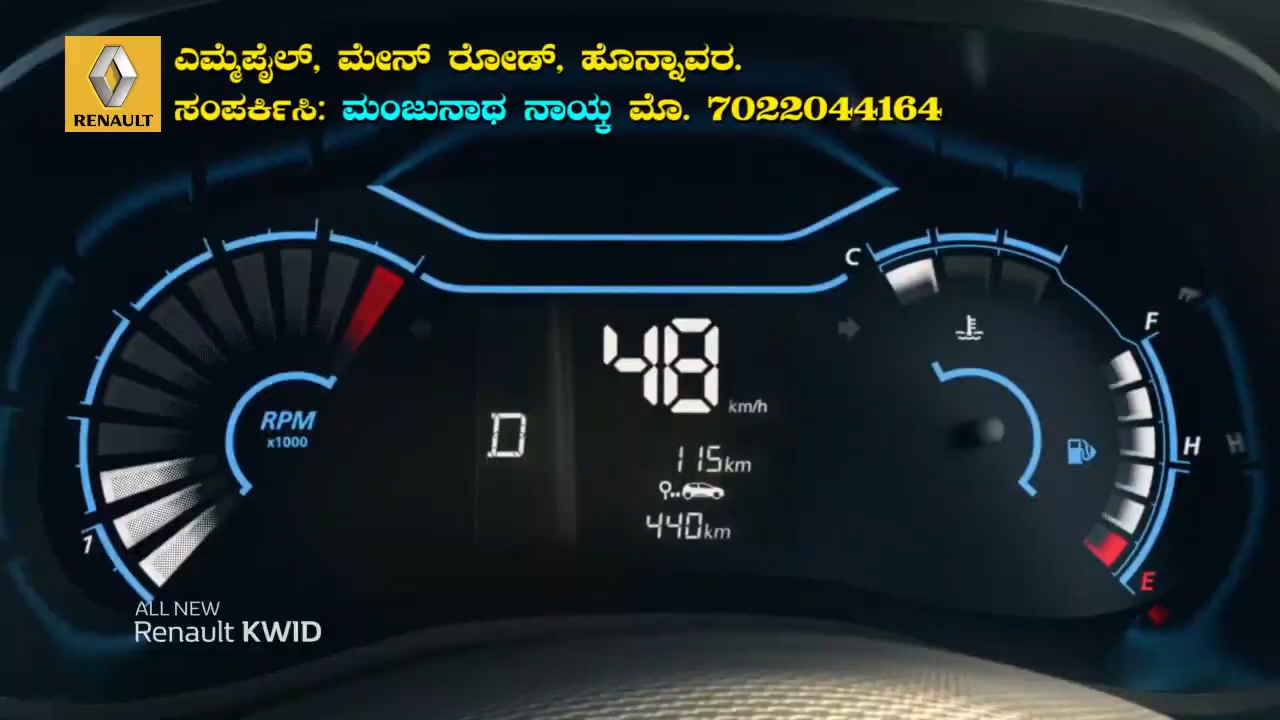 ಎಮ್ಮೆಪೈಲ್, ಮೇನ್ ರೋಡ್, ಹೊನ್ನಾವರ.
RENAULT
ಸಂಪರ್ಕಿಸಿ: ಮಂಜುನಾಥ ನಾಯ್ಕ ಮೊ. 7022044164
C
F
48
km/h
RPM
x1000
D
H
H
115km
440km
1
E
ALL NEW
Renault KWID